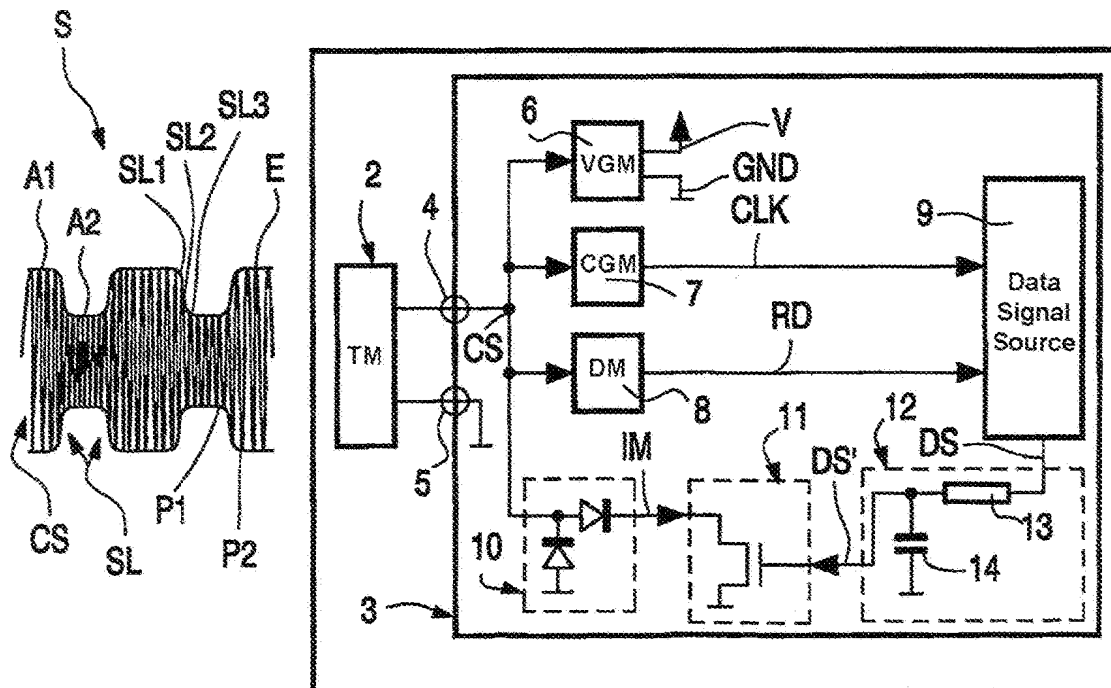 S
SL3
SL2
SL1
E
A1
A2
P1
P2
CS
SL
2
TM
4
5
CS
3
6
VGM
V
GND
CGM
7
CLK
DM
8
RD
9
Data
Signal
Source
10
IM
11
DS'
12
DS
13
14